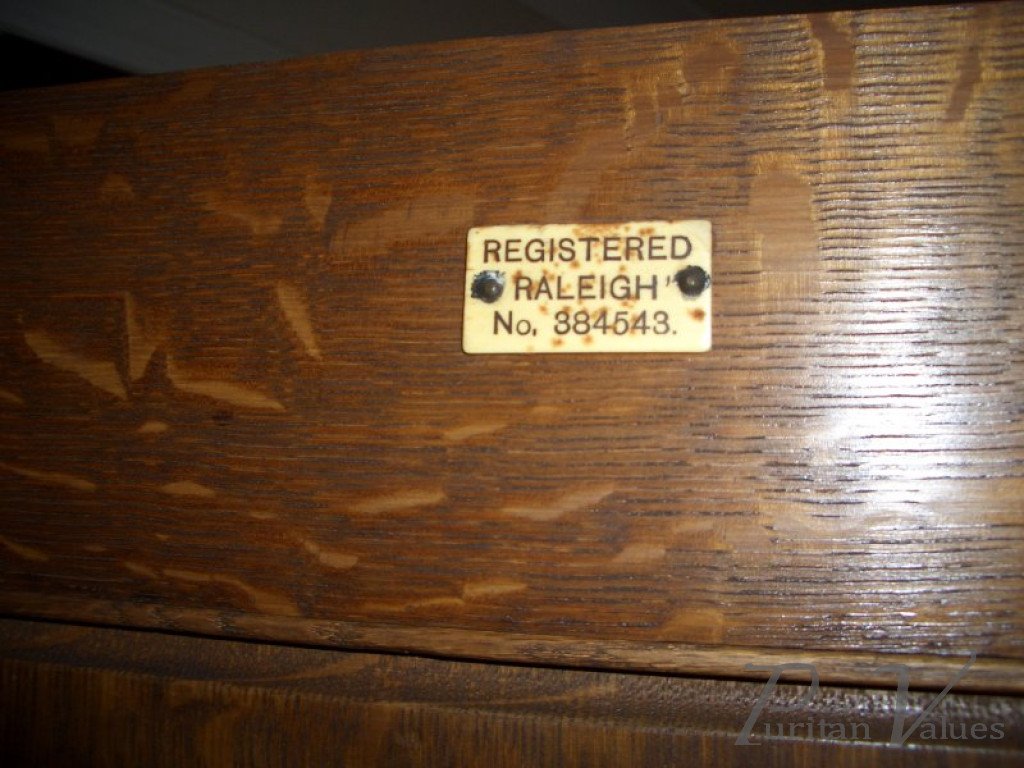 REGISTERED
"RALEIGH"
No. 384543.
Puritan Values